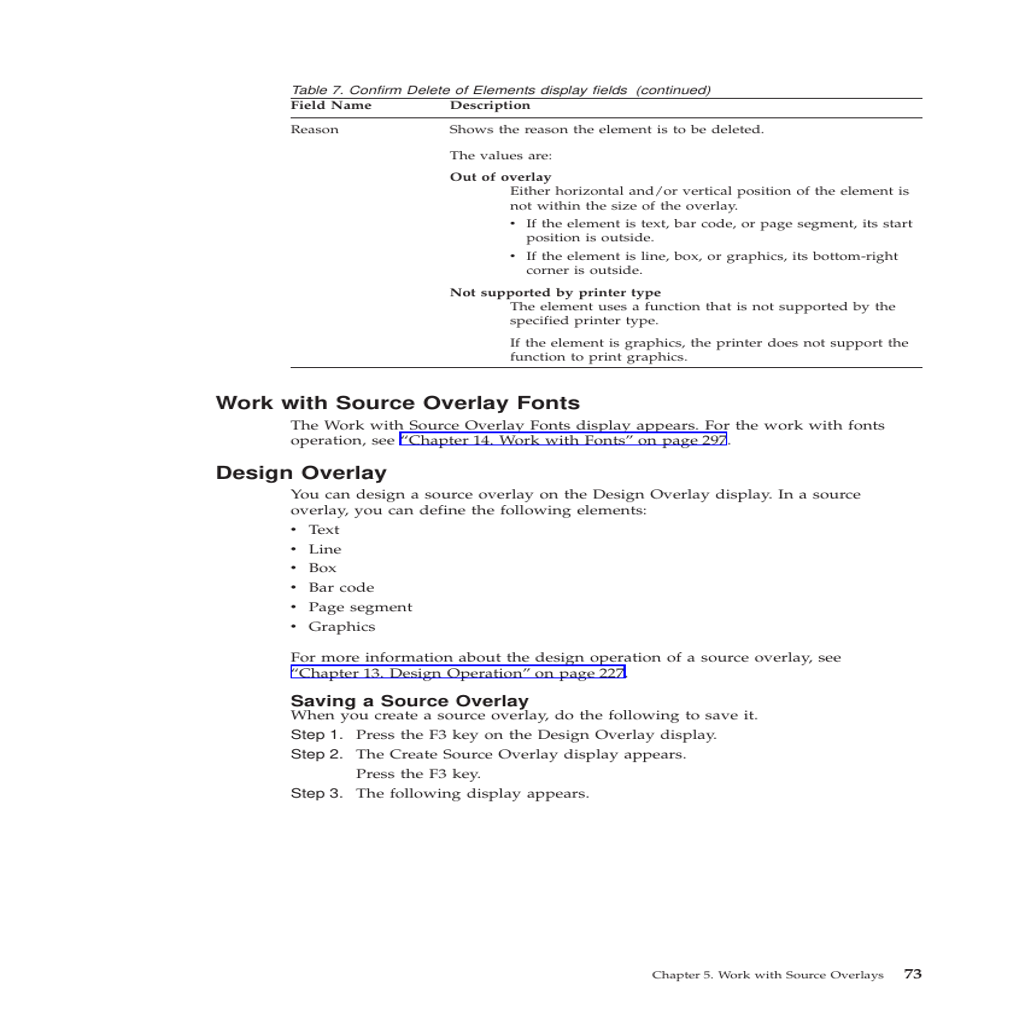 Table 7. Confirm Delete of Elements display fields (continued)
Field Name Description
Reason Shows the reason the element is to be deleted.
The values are:
Out of overlay
Either horizontal and/or vertical position of the element is
not within the size of the overlay.
• If the element is text, bar code, or page segment, its start
position is outside.
• If the element is line, box, or graphics, its bottom-right
corner is outside.
Not supported by printer type
The element uses a function that is not supported by the
specified printer type.
If the element is graphics, the printer does not support the
function to print graphics.
Work with Source Overlay Fonts
The Work with Source Overlay Fonts display appears. For the work with fonts
operation, see “Chapter 14. Work with Fonts” on page 297.
Design Overlay
You can design a source overlay on the Design Overlay display. In a source
overlay, you can define the following elements:
• Text
• Line
• Box
• Bar code
• Page segment
• Graphics
For more information about the design operation of a source overlay, see
“Chapter 13. Design Operation” on page 227.
Saving a Source Overlay
When you create a source overlay, do the following to save it.
Step 1. Press the F3 key on the Design Overlay display.
Step 2. The Create Source Overlay display appears.
Press the F3 key.
Step 3. The following display appears.
Chapter 5. Work with Source Overlays 73